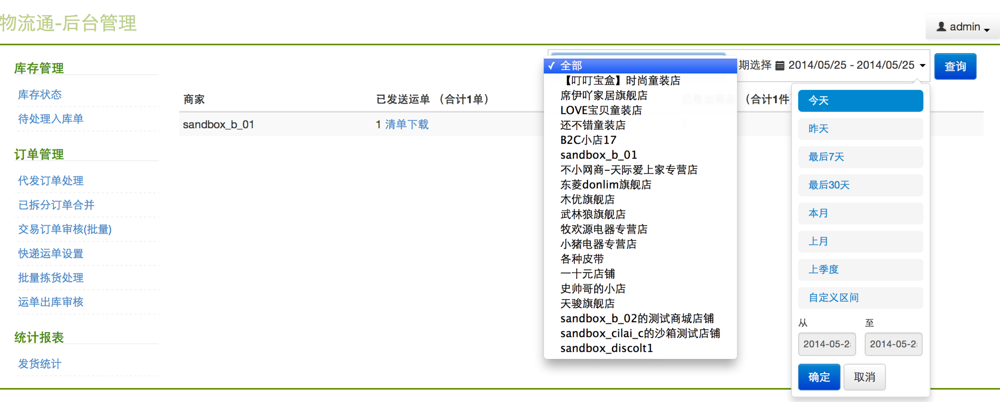 物流通-后台管理
admin
库存管理
库存状态
待处理入库单
订单管理
代发订单处理
已拆分订单合并
交易订单审核(批量)
快递运单设置
批量拣货处理
运单出库审核
统计报表
发货统计
期选择 2014/05/25 - 2014/05/25
查询
商家 已发送运单 （合计1单） （合计1件
sandbox_b_01 1 清单下载
✓ 全部
【叮叮宝盒】时尚童装店
席伊吖家居旗舰店
LOVE宝贝童装店
还不错童装店
B2C小店17
sandbox_b_01
不小网商-天际爱上家专营店
东菱donlim旗舰店
木优旗舰店
武林狼旗舰店
牧欢源电器专营店
小猪电器专营店
各种皮带
一十元店铺
史帅哥的小店
天骏旗舰店
sandbox_b_02的测试商城店铺
sandbox_cilai_c的沙箱测试店铺
sandbox_discolt1
今天
昨天
最后7天
最后30天
本月
上月
上季度
自定义区间
从 至
2014-05-2 2014-05-2
确定 取消